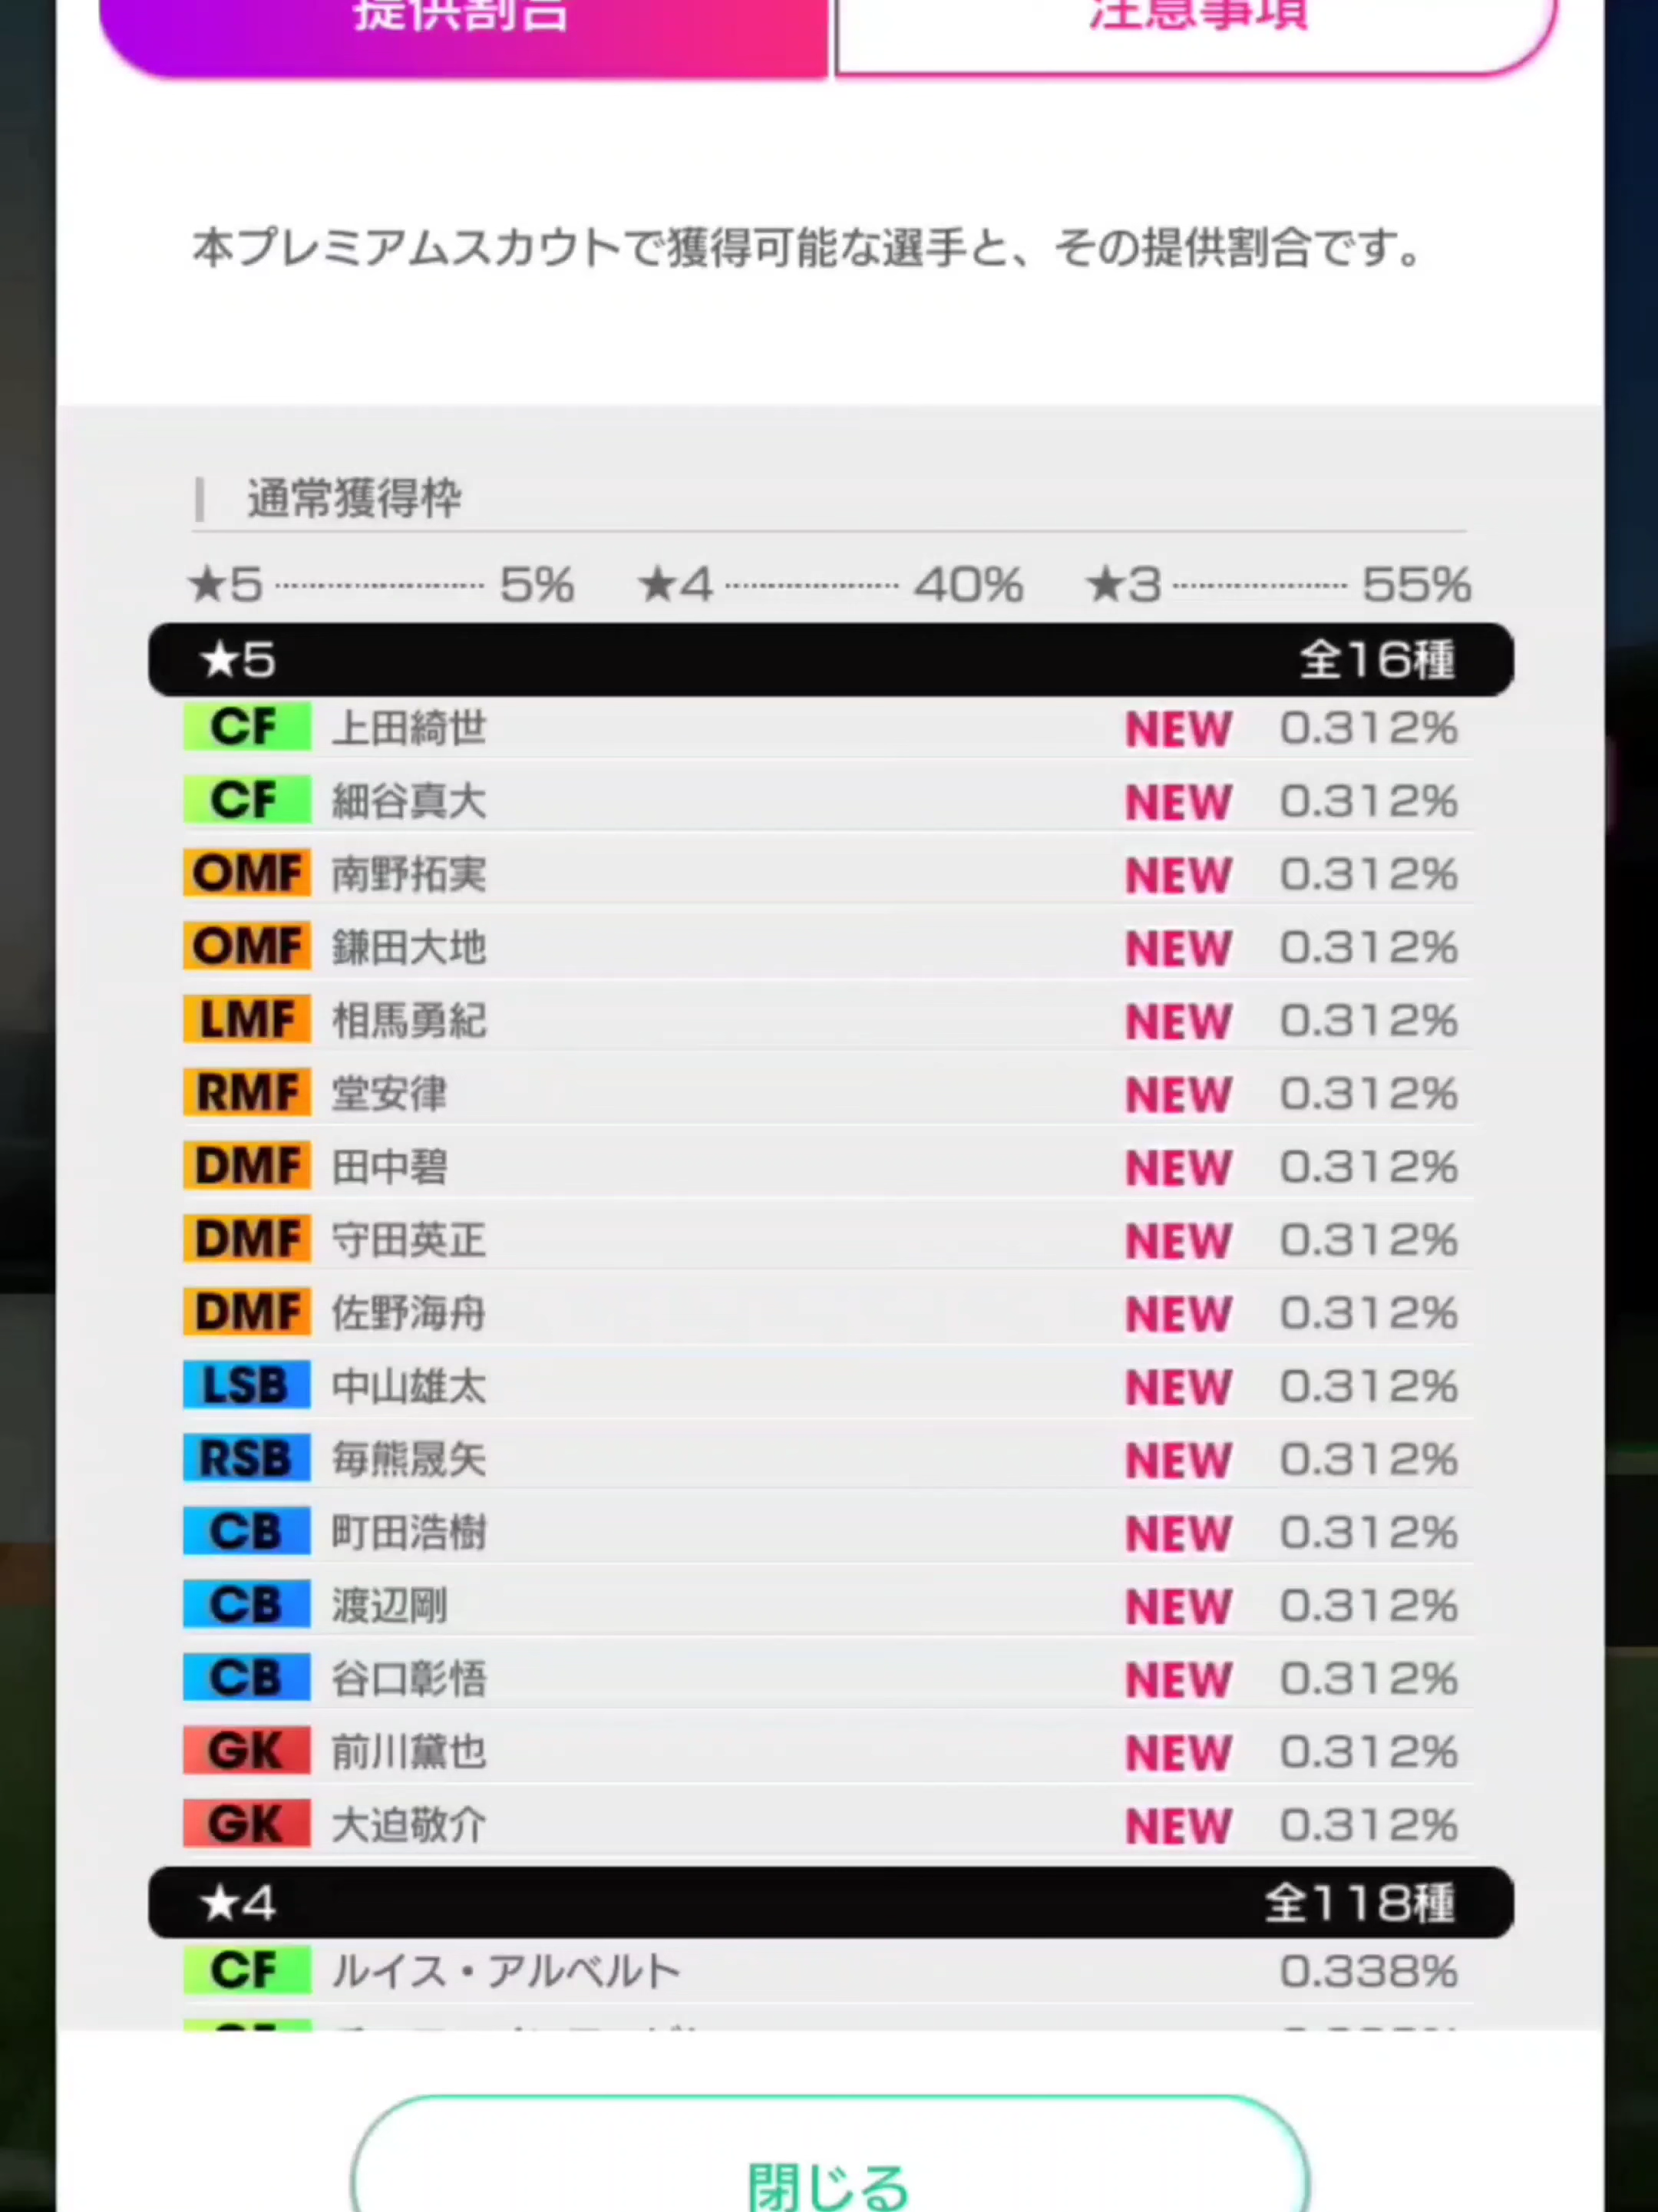 提供割合
注意事項
本プレミアムスカウトで獲得可能な選手と、その提供割合です。
通常獲得枠
★5 5% ★4 40% ★3 55%
★5 全16種
CF 上田綺世 NEW 0.312%
CF 細谷真大 NEW 0.312%
OMF 南野拓実 NEW 0.312%
OMF 鎌田大地 NEW 0.312%
LMF 相馬勇紀 NEW 0.312%
RMF 堂安律 NEW 0.312%
DMF 田中碧 NEW 0.312%
DMF 守田英正 NEW 0.312%
DMF 佐野海舟 NEW 0.312%
LSB 中山雄太 NEW 0.312%
RSB 毎熊晟矢 NEW 0.312%
CB 町田浩樹 NEW 0.312%
CB 渡辺剛 NEW 0.312%
CB 谷口彰悟 NEW 0.312%
GK 前川黛也 NEW 0.312%
GK 大迫敬介 NEW 0.312%
★4 全118種
CF ルイス・アルベルト 0.338%
閉じる